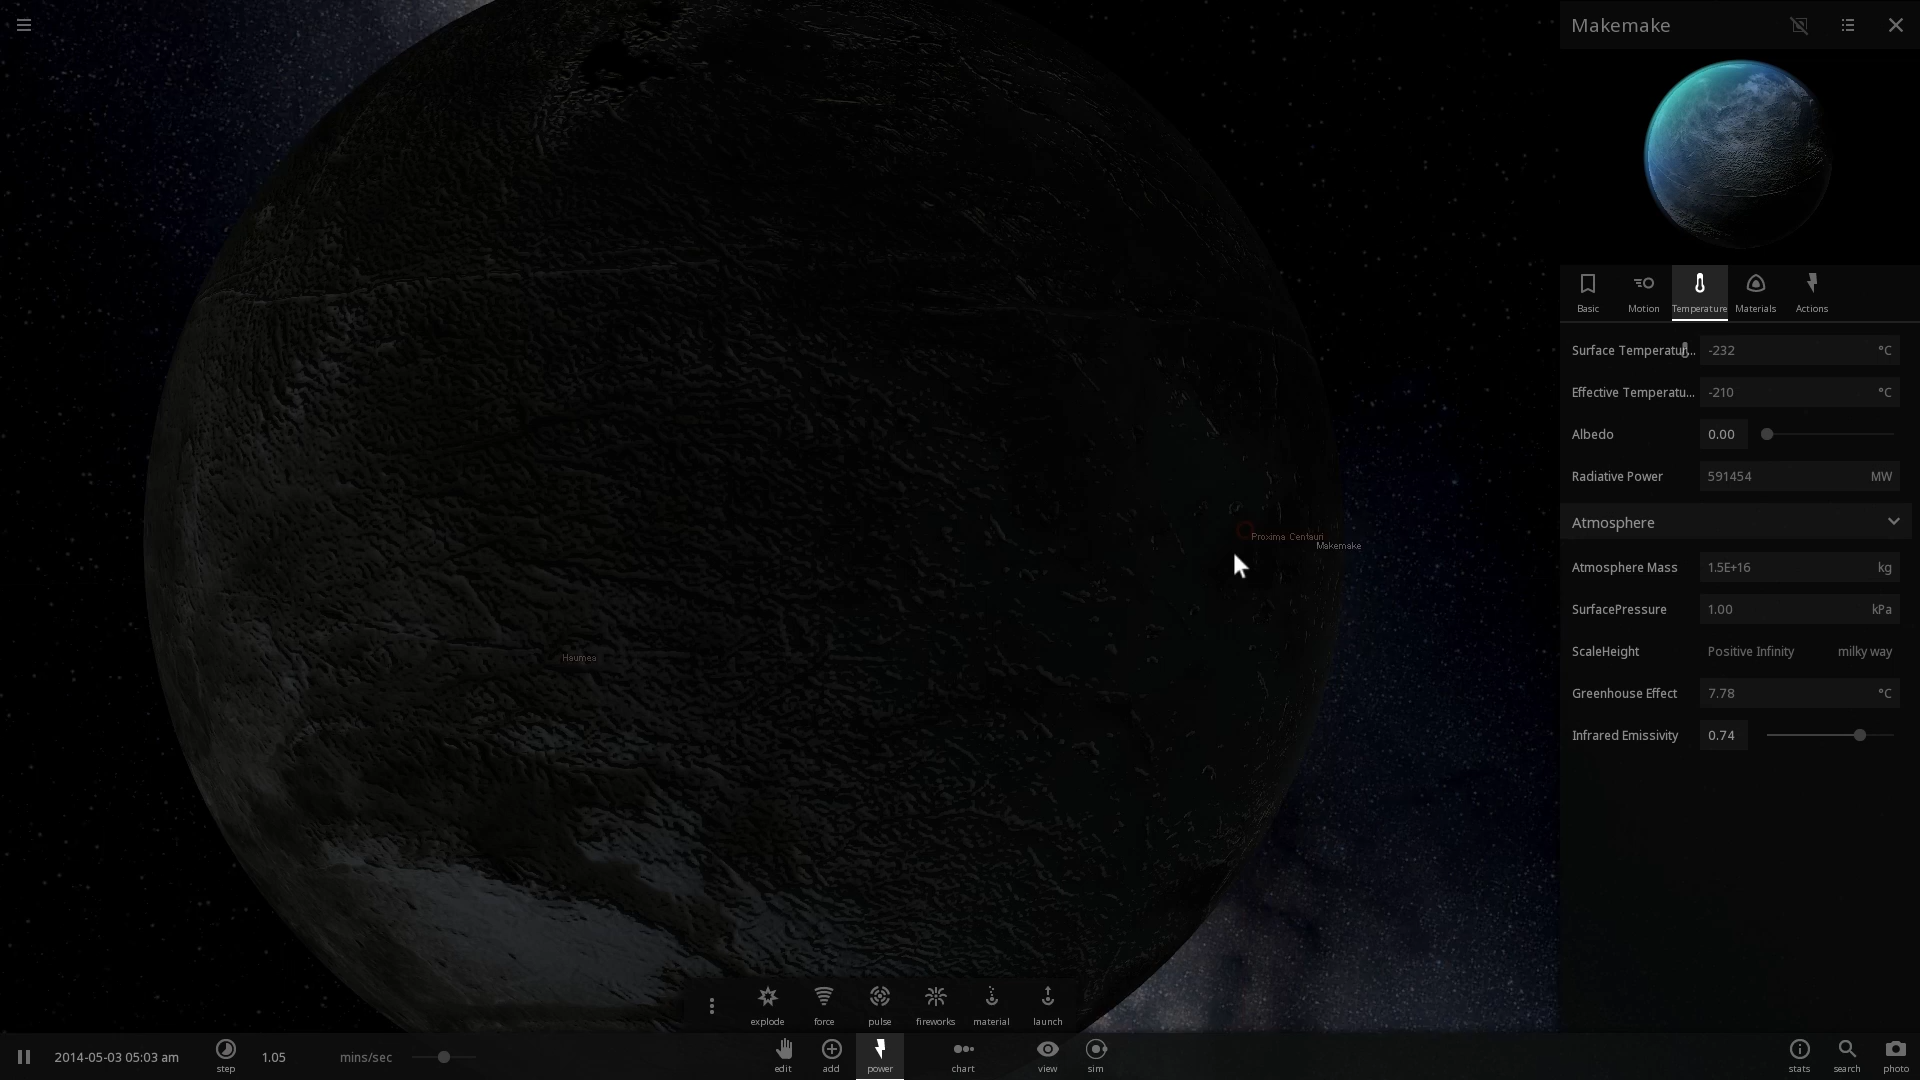 Makemake
Basic
Motion
Temperature
Materials
Actions
Surface Temperatur... -232 °C
Effective Temperatu... -210 °C
Albedo 0.00
Radiative Power 591454 MW
Atmosphere
Atmosphere Mass 1.5E+16 kg
SurfacePressure 1.00 kPa
ScaleHeight Positive Infinity milky way
Greenhouse Effect 7.78 °C
Infrared Emissivity 0.74
Proxima Centauri
Makemake
Haumea
explode force pulse fireworks material launch
2014-05-03 05:03 am step 1.05 mins/sec edit add power chart view sim stats search photo